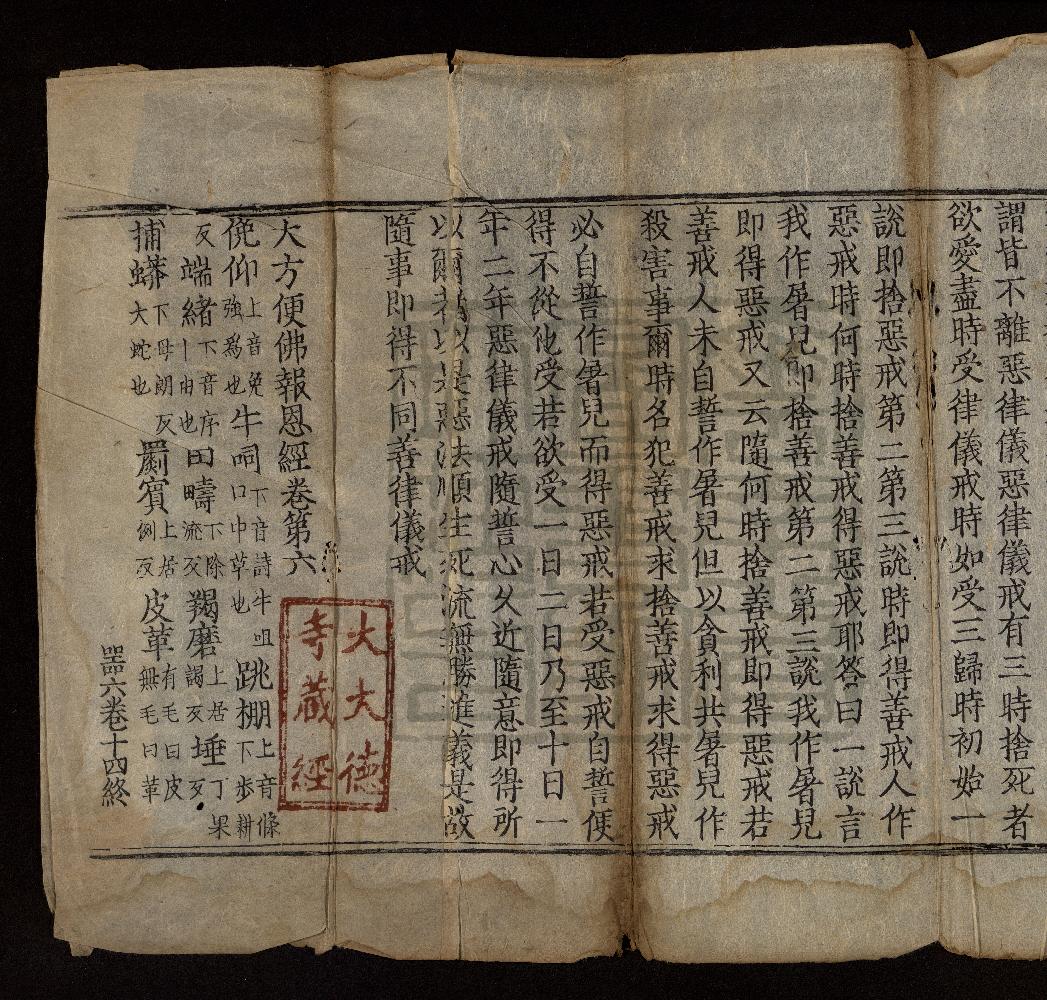 謂皆不離惡律儀惡律儀戒有三時捨死者
欲愛盡時受律儀戒時如受三歸時初始一
說即捨惡戒第二第三說時即得善戒人作
惡戒時何時捨善戒得惡戒耶答曰一說言
我作屠兒即捨善戒第二第三說我作屠兒
即得惡戒又云隨何時捨善戒即得惡戒若
善戒人未自誓作屠兒但以貪利共屠兒作
殺害事爾時名犯善戒未捨善戒未得惡戒
必自誓作屠兒而得惡戒若受惡戒自誓便
得不從他受若欲受一日二日乃至十日一
年二年惡律儀戒隨誓心久近隨意即得所
以爾者以是惡法順生死流無勝進義是故
隨事即得不同善律儀戒
大方便佛報恩經卷第六
俛仰上音免強為也牛呞下音詩牛口中草也咀跳棚上音條下步耕
反端緒下音序丨由也田疇下除流反羯磨上居謁反埵丁果反
捕蟒下母朗反大蛇也罽賓上居例反皮革有毛曰皮無毛曰革
噐六卷十四終
大大德
寺藏經